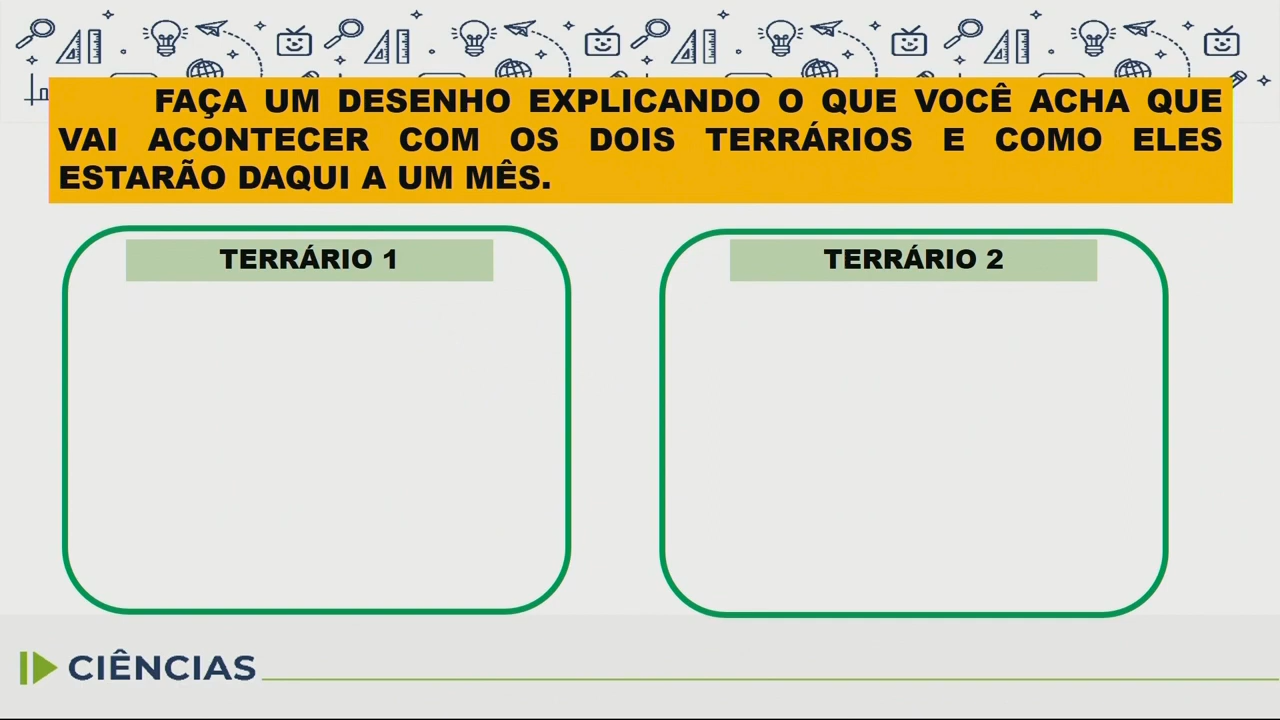 FAÇA UM DESENHO EXPLICANDO O QUE VOCÊ ACHA QUE
VAI ACONTECER COM OS DOIS TERRÁRIOS E COMO ELES
ESTARÃO DAQUI A UM MÊS.
TERRÁRIO 1
TERRÁRIO 2
CIÊNCIAS